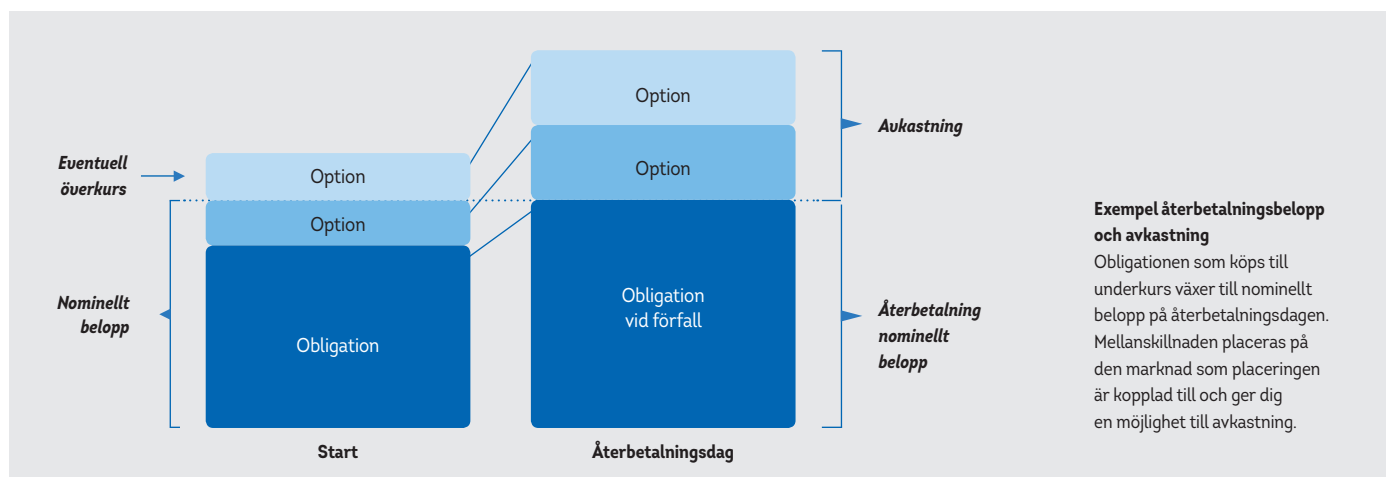 Option
Avkastning
Eventuell
överkurs
Option
Option
Option
Nominellt
belopp
Obligation
Obligation
vid förfall
Återbetalning
nominellt
belopp
Start
Återbetalningsdag
Exempel återbetalningsbelopp
och avkastning
Obligationen som köps till
underkurs växer till nominellt
belopp på återbetalningsdagen.
Mellanskillnaden placeras på
den marknad som placeringen
är kopplad till och ger dig
en möjlighet till avkastning.